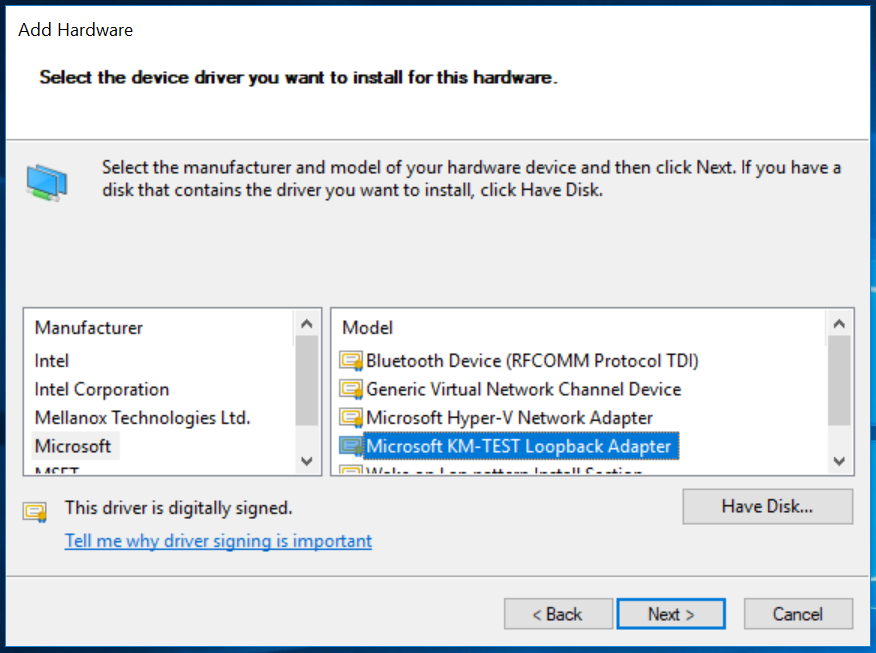 Add Hardware
Select the device driver you want to install for this hardware.
Select the manufacturer and model of your hardware device and then click Next. If you have a
disk that contains the driver you want to install, click Have Disk.
Manufacturer
Intel
Intel Corporation
Mellanox Technologies Ltd.
Microsoft
Model
Bluetooth Device (RFCOMM Protocol TDI)
Generic Virtual Network Channel Device
Microsoft Hyper-V Network Adapter
Microsoft KM-TEST Loopback Adapter
This driver is digitally signed.
Tell me why driver signing is important
Have Disk...
< Back
Next >
Cancel